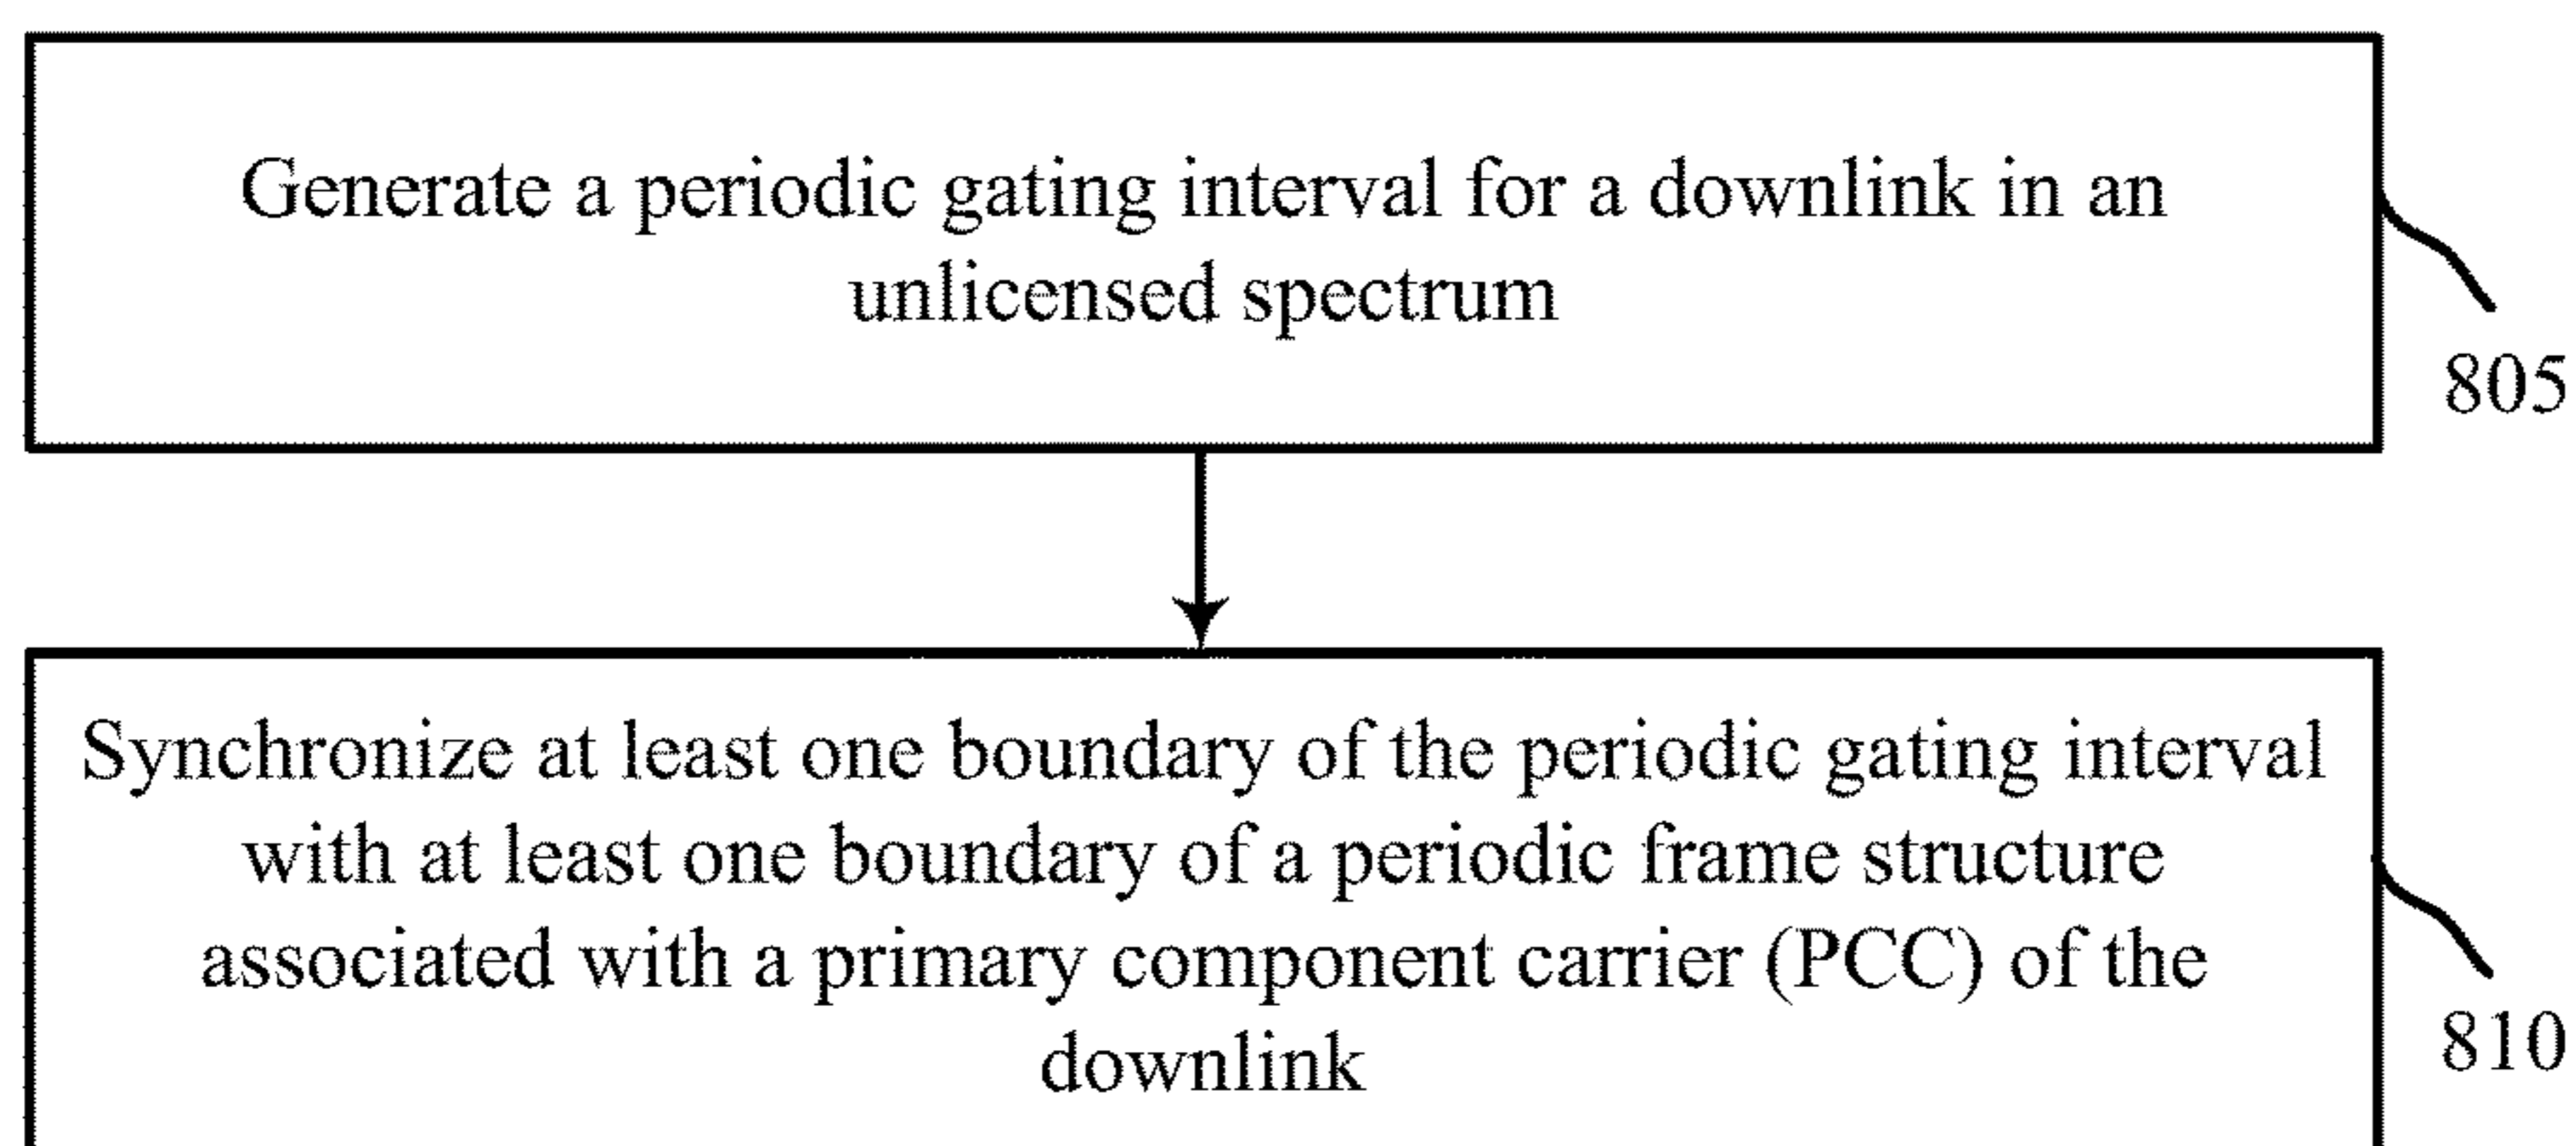 Generate a periodic gating interval for a downlink in an
unlicensed spectrum
805
Synchronize at least one boundary of the periodic gating interval
with at least one boundary of a periodic frame structure
associated with a primary component carrier (PCC) of the
downlink
810